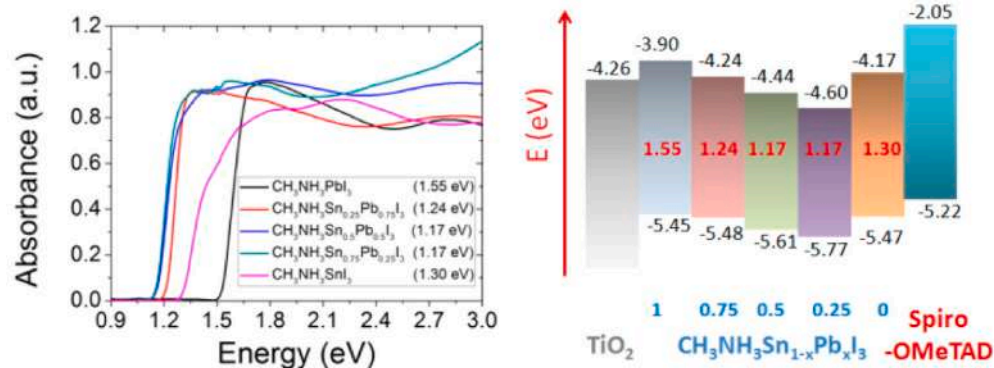 Absorbance (a.u.)
1.2
1.0
0.8
0.6
0.4
0.2
0.0
CH₃NH₃PbI₃ (1.55 eV)
CH₃NH₃Sn₀.₂₅Pb₀.₇₅I₃ (1.24 eV)
CH₃NH₃Sn₀.₅Pb₀.₅I₃ (1.17 eV)
CH₃NH₃Sn₀.₇₅Pb₀.₂₅I₃ (1.17 eV)
CH₃NH₃SnI₃ (1.30 eV)
0.9 1.2 1.5 1.8 2.1 2.4 2.7 3.0
Energy (eV)
E (eV)
-2.05
-3.90
-4.26 -4.24 -4.17
-4.44
-4.60
1.55 1.24 1.17 1.17 1.30
-5.22
-5.45 -5.48 -5.47
-5.61
-5.77
1 0.75 0.5 0.25 0
TiO₂ CH₃NH₃Sn₁₋ₓPbₓI₃
Spiro
-OMeTAD